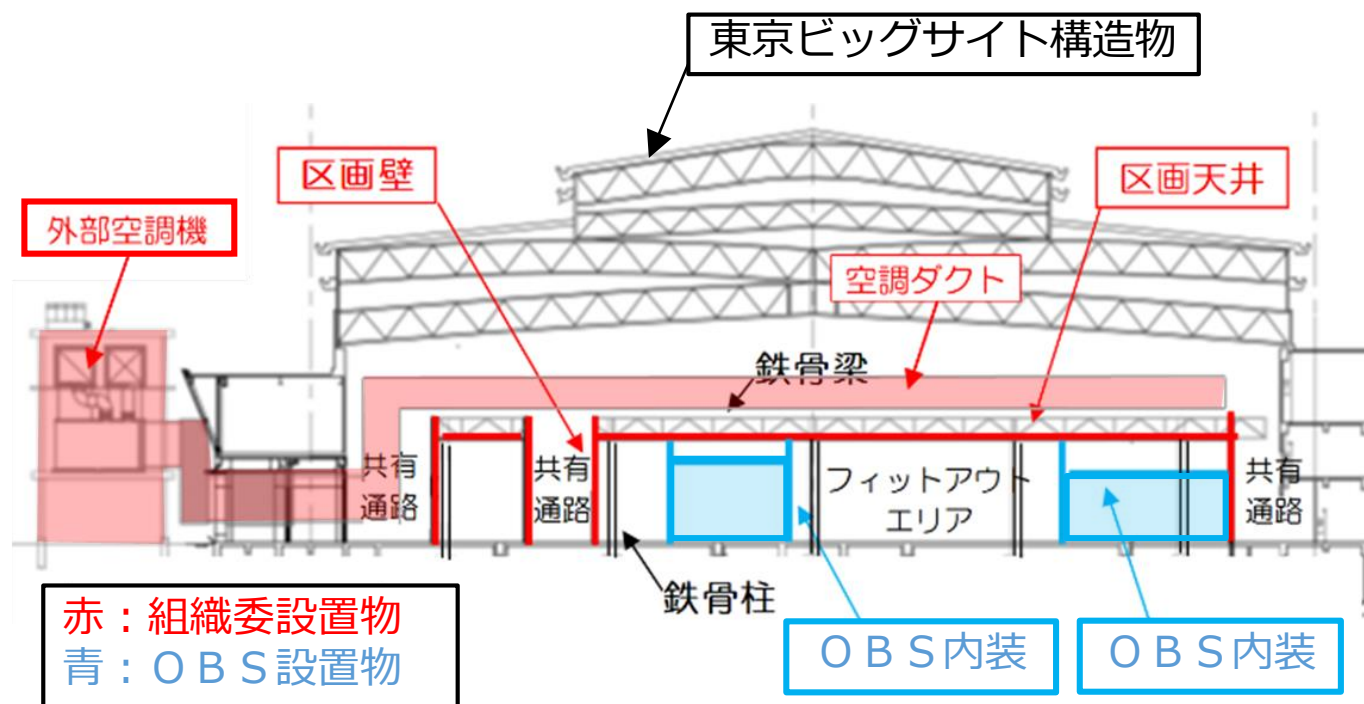 東京ビッグサイト構造物
区画壁
区画天井
外部空調機
空調ダクト
鉄骨梁
共有
通路
共有
通路
フィットアウト
エリア
共有
通路
鉄骨柱
赤：組織委設置物
青：ＯＢＳ設置物
ＯＢＳ内装
ＯＢＳ内装